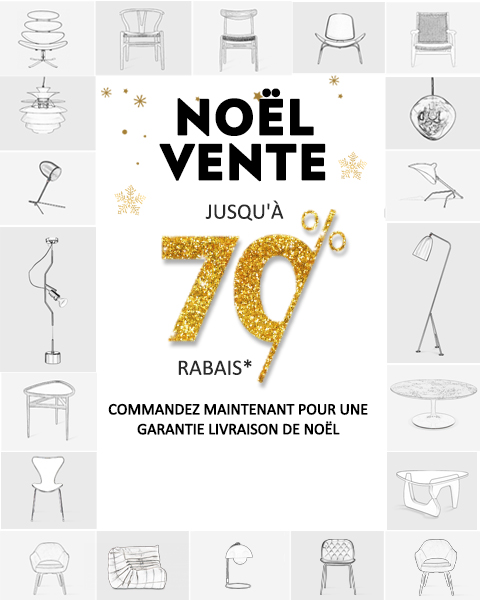 NOËL
VENTE
JUSQU'À
70%
RABAIS*
COMMANDEZ MAINTENANT POUR UNE
GARANTIE LIVRAISON DE NOËL